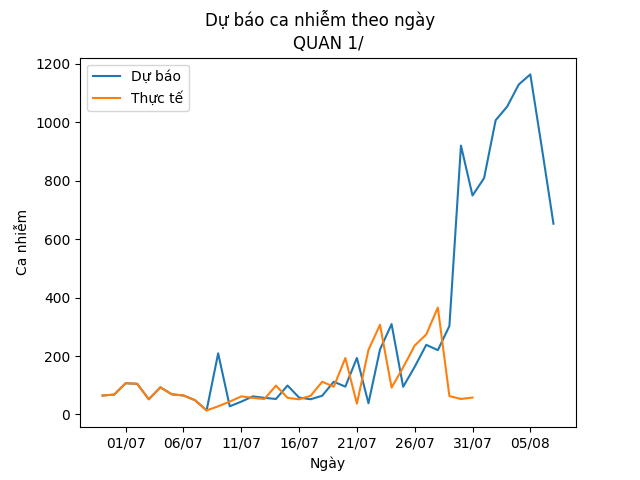 Dự báo ca nhiễm theo ngày
QUAN 1/
Dự báo
Thực tế
Ca nhiễm
1200
1000
800
600
400
200
0
01/07 06/07 11/07 16/07 21/07 26/07 31/07 05/08
Ngày